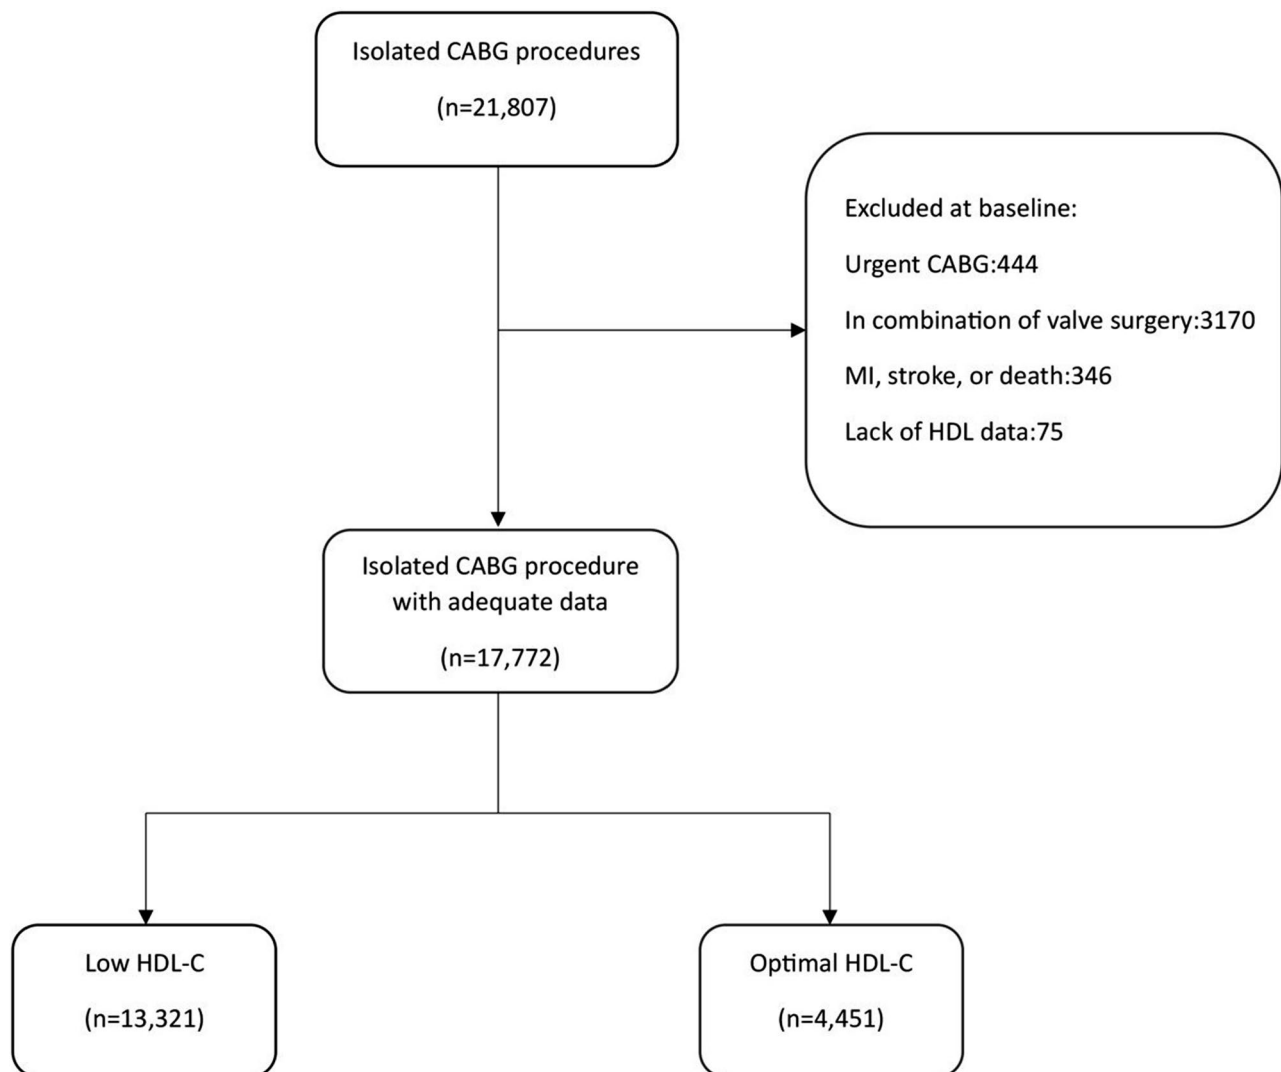 Isolated CABG procedures
(n=21,807)
Excluded at baseline:
Urgent CABG:444
In combination of valve surgery:3170
MI, stroke, or death:346
Lack of HDL data:75
Isolated CABG procedure
with adequate data
(n=17,772)
Low HDL-C
(n=13,321)
Optimal HDL-C
(n=4,451)